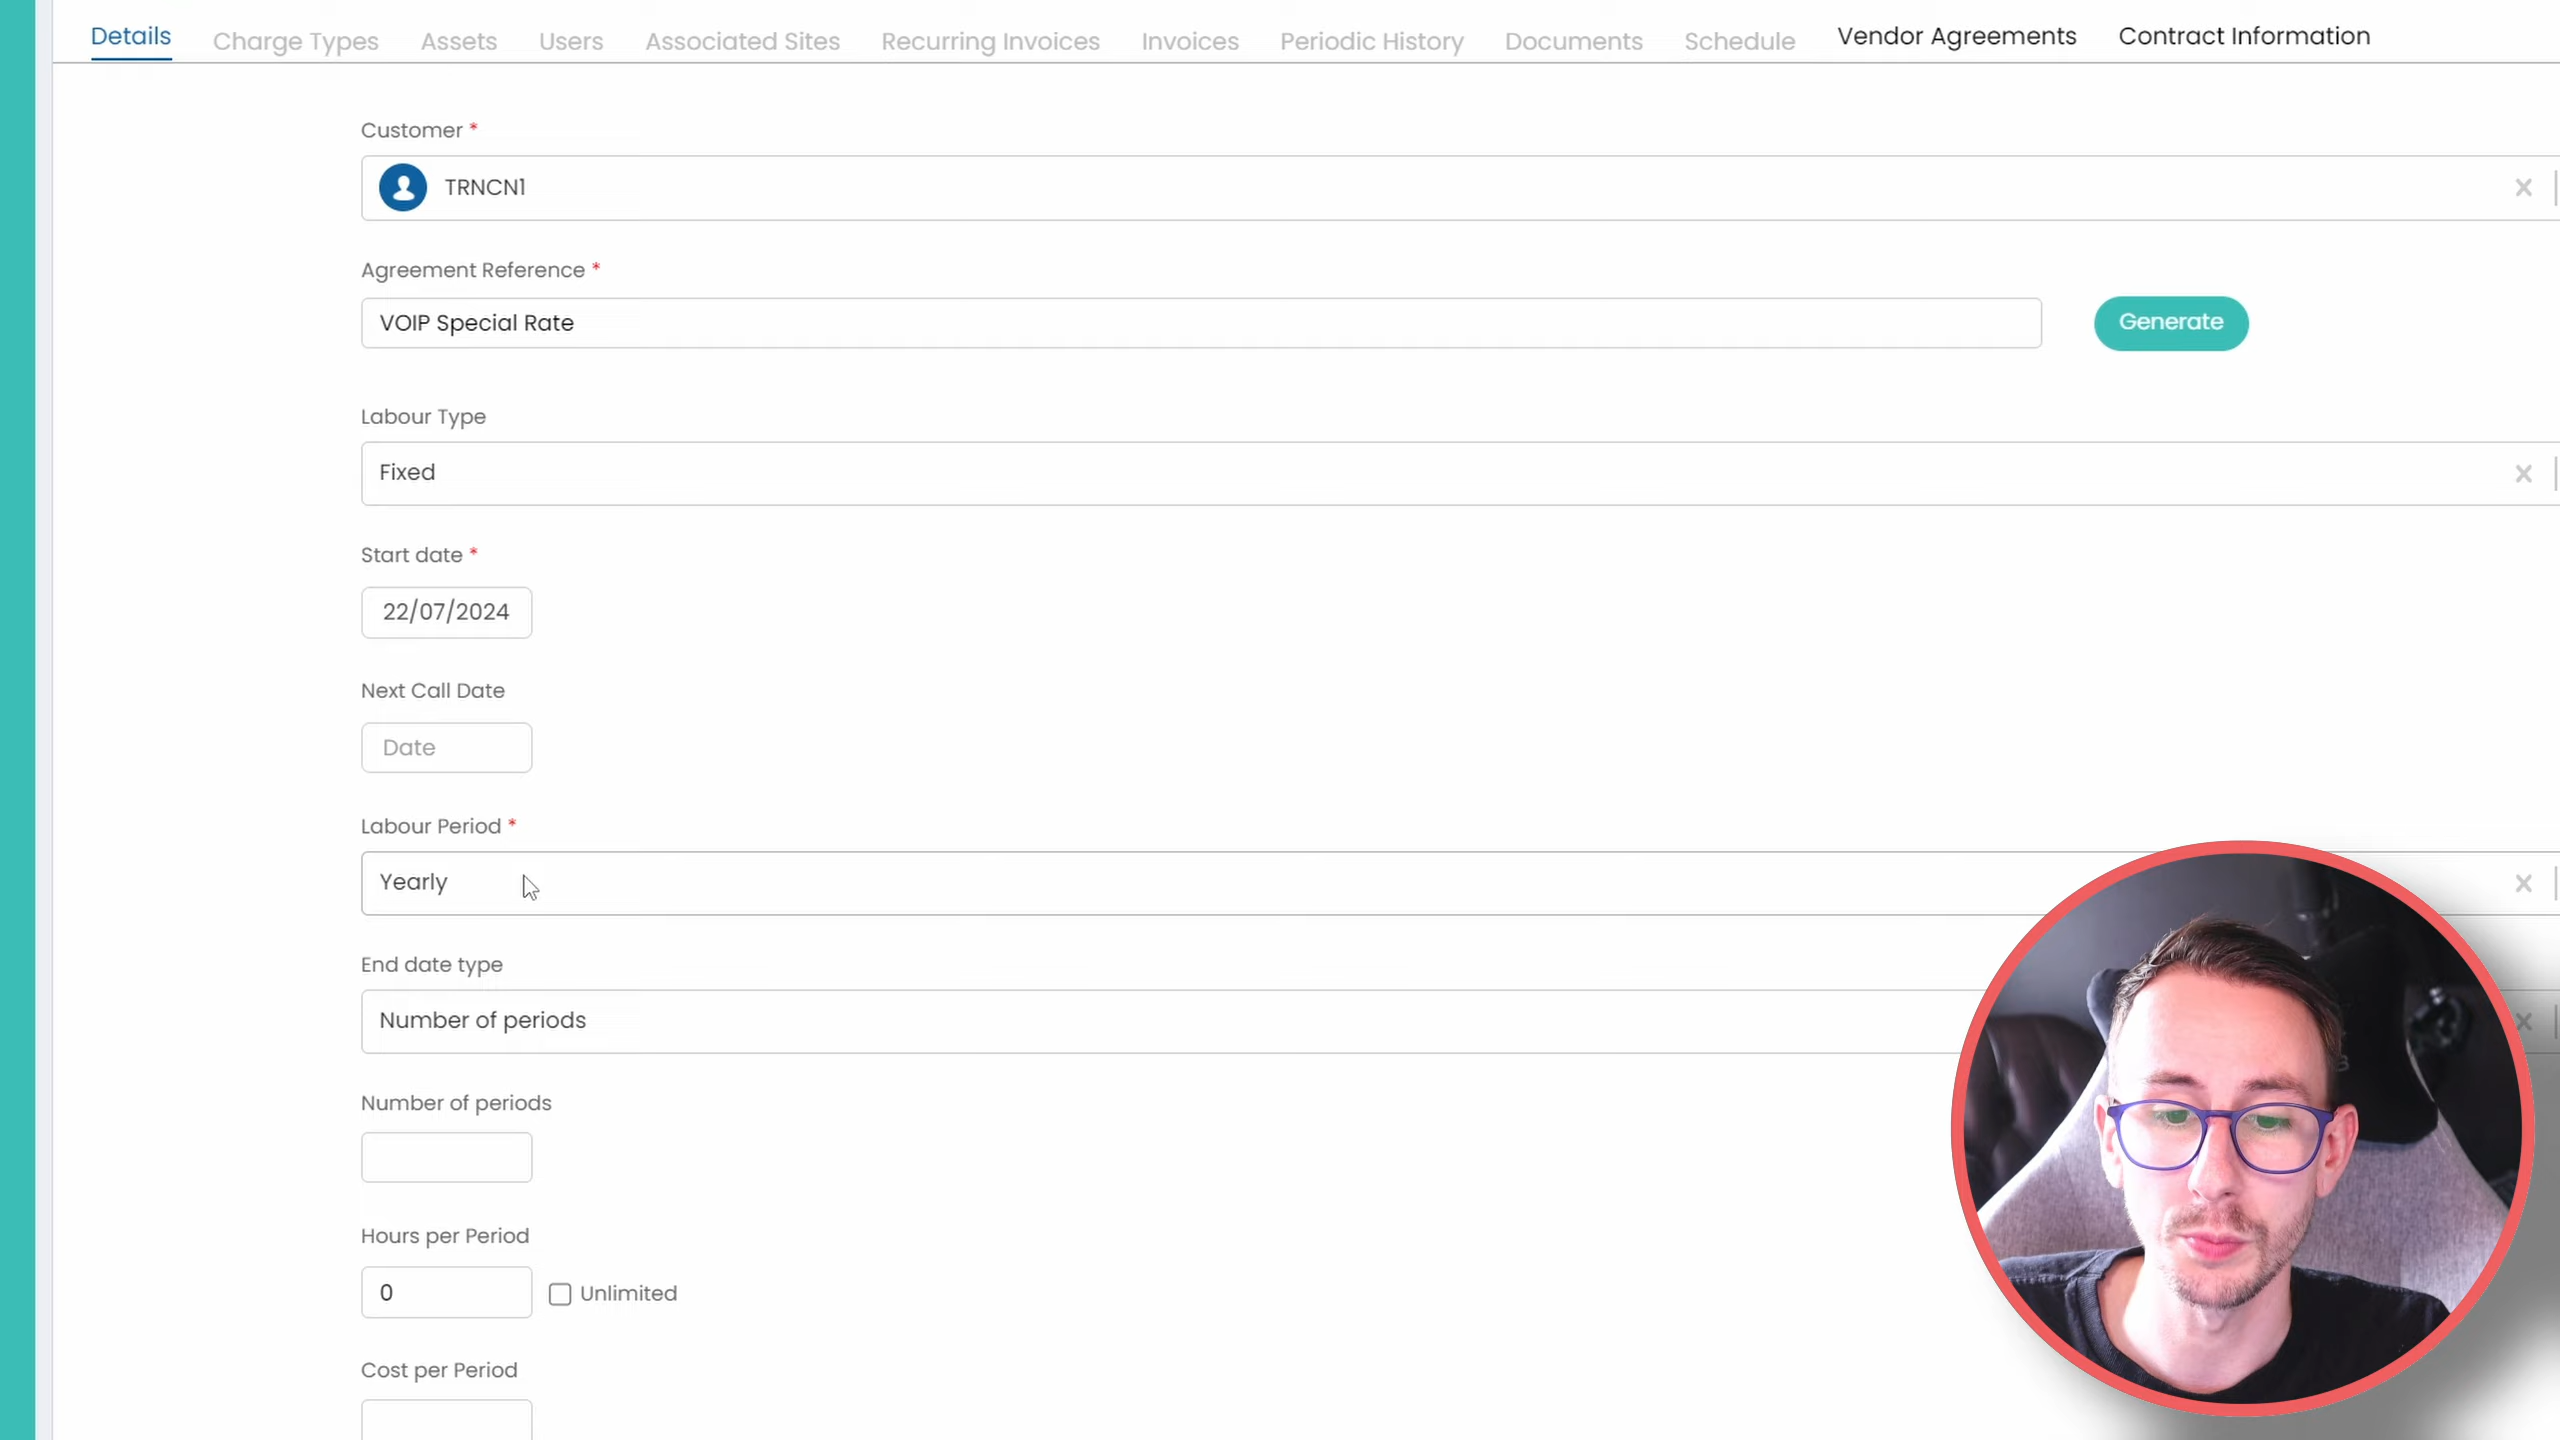 Details Charge Types Assets Users Associated Sites Recurring Invoices Invoices Periodic History Documents Schedule Vendor Agreements Contract Information
Customer *
TRNCN1
Agreement Reference *
VOIP Special Rate
Generate
Labour Type
Fixed
Start date *
22/07/2024
Next Call Date
Date
Labour Period *
Yearly
End date type
Number of periods
Number of periods
Hours per Period
0 Unlimited
Cost per Period